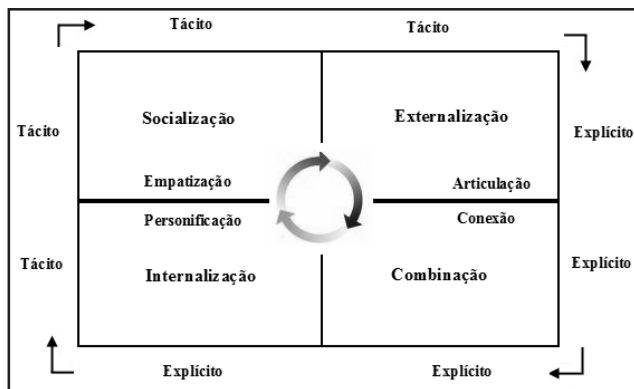 Tácito Tácito
Socialização Externalização
Tácito Explícito
Empatização Articulação
Personificação Conexão
Tácito Explícito
Internalização Combinação
Explícito Explícito